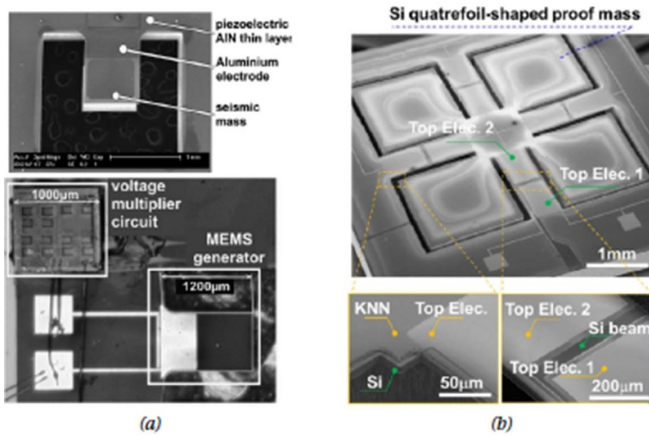 piezoelectric
AlN thin layer
Aluminium
electrode
seismic
mass
1mm
1000µm
voltage
multiplier
circuit
MEMS
generator
1200µm
(a)
Si quatrefoil-shaped proof mass
Top Elec. 2
Top Elec. 1
1mm
KNN
Top Elec.
Si
50µm
Top Elec. 2
Si beam
Top Elec. 1
200µm
(b)